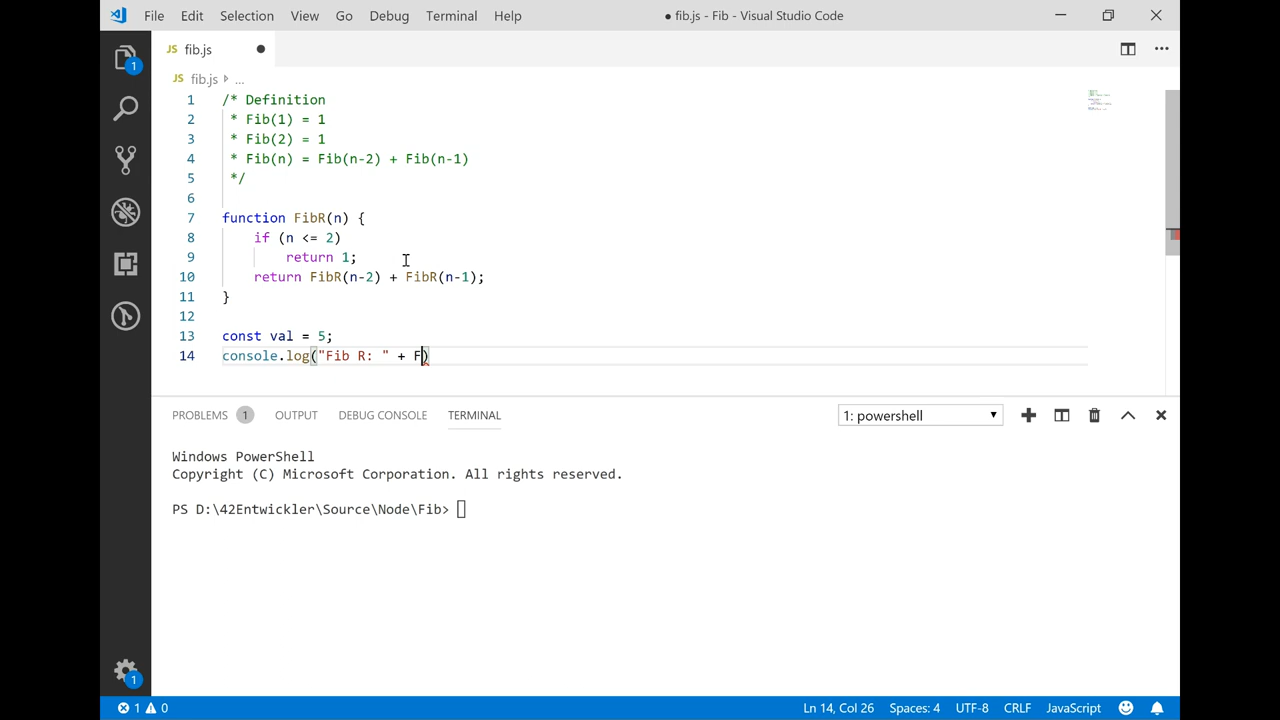 File Edit Selection View Go Debug Terminal Help ● fib.js - Fib - Visual Studio Code
JS fib.js ●
JS fib.js ...
1 /* Definition
2 * Fib(1) = 1
3 * Fib(2) = 1
4 * Fib(n) = Fib(n-2) + Fib(n-1)
5 */
6
7 function FibR(n) {
8 if (n <= 2)
9 return 1;
10 return FibR(n-2) + FibR(n-1);
11 }
12
13 const val = 5;
14 console.log("Fib R: " + F)
PROBLEMS 1 OUTPUT DEBUG CONSOLE TERMINAL 1: powershell
Windows PowerShell
Copyright (C) Microsoft Corporation. All rights reserved.
PS D:\42Entwickler\Source\Node\Fib>
1
1
1 0 Ln 14, Col 26 Spaces: 4 UTF-8 CRLF JavaScript